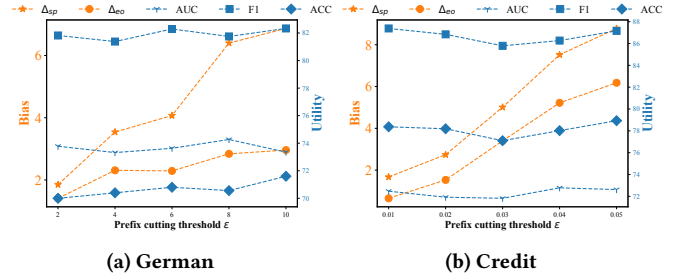 Δsp Δeo AUC F1 ACC
Δsp Δeo AUC F1 ACC
Bias
6
4
2
82
80
78
76
74
72
70
Utility
2 4 6 8 10
Prefix cutting threshold ε
Bias
8
6
4
2
88
86
84
82
80
78
76
74
72
Utility
0.01 0.02 0.03 0.04 0.05
Prefix cutting threshold ε
(a) German
(b) Credit